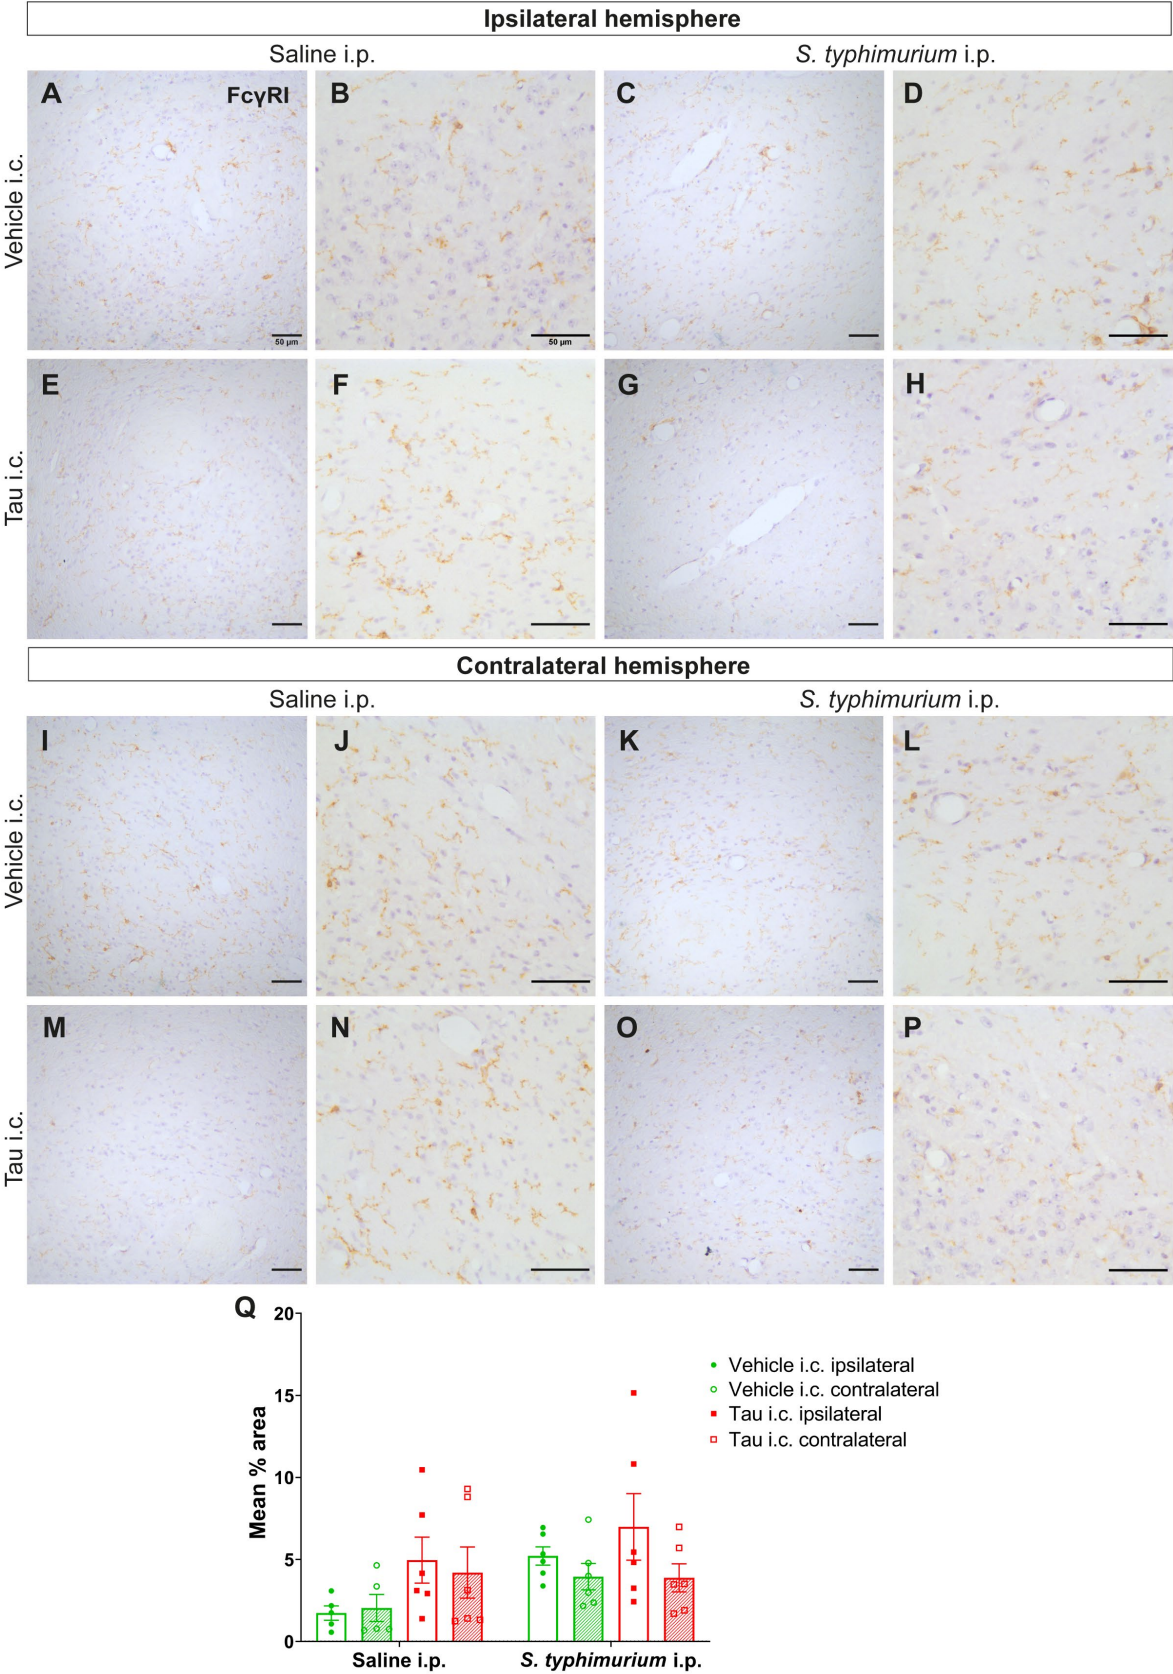 Ipsilateral hemisphere
Saline i.p.
S. typhimurium i.p.
Vehicle i.c.
A
FcγRI
B
C
D
50 µm
50 µm
Tau i.c.
E
F
G
H
Contralateral hemisphere
Saline i.p.
S. typhimurium i.p.
Vehicle i.c.
I
J
K
L
Tau i.c.
M
N
O
P
Q
Mean % area
20
15
10
5
0
Saline i.p.
S. typhimurium i.p.
Vehicle i.c. ipsilateral
Vehicle i.c. contralateral
Tau i.c. ipsilateral
Tau i.c. contralateral